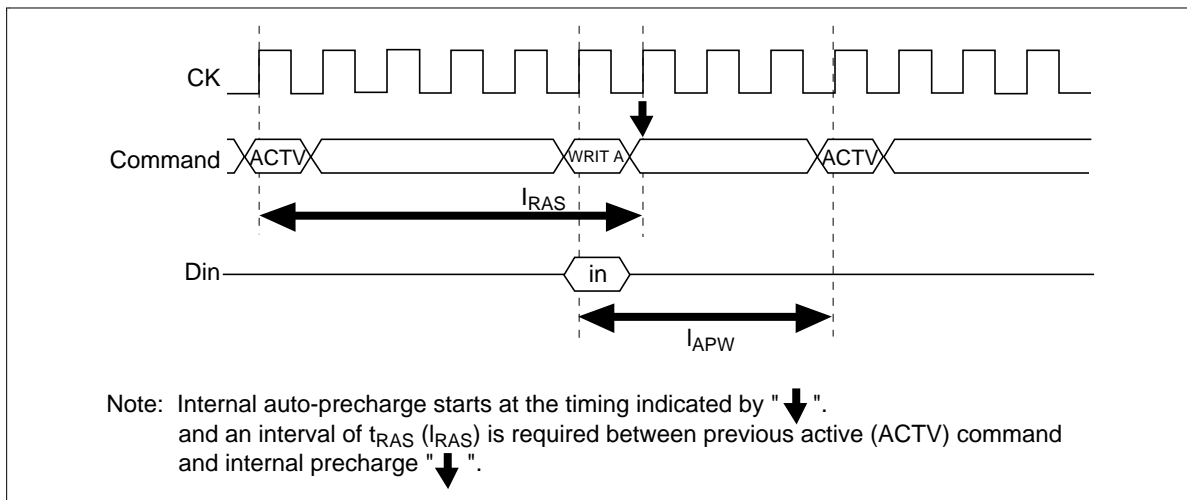 CK
Command
ACTV
WRIT A
ACTV
lRAS
Din
in
lAPW
Note: Internal auto-precharge starts at the timing indicated by " ".
and an interval of tRAS (lRAS) is required between previous active (ACTV) command
and internal precharge " ".